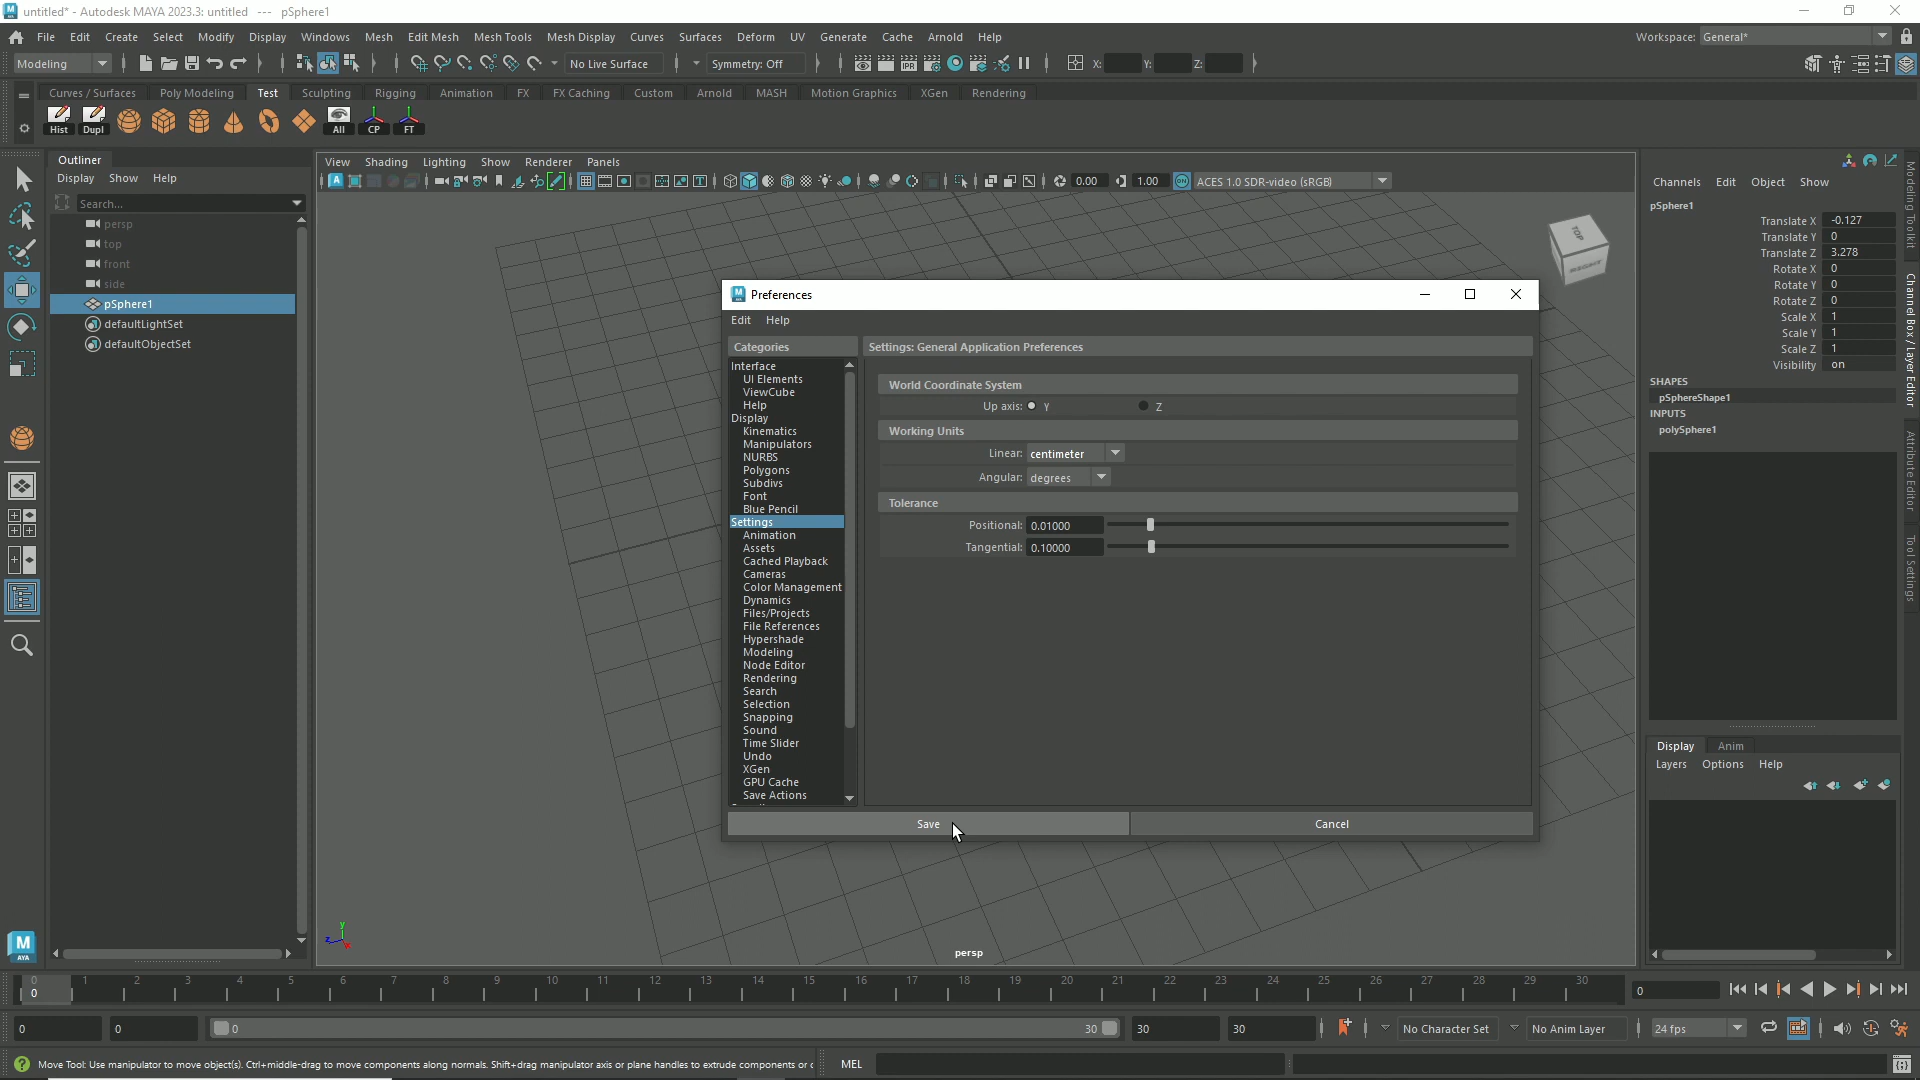 untitled* - Autodesk MAYA 2023.3: untitled --- pSphere1
File Edit Create Select Modify Display Windows Mesh Edit Mesh Mesh Tools Mesh Display Curves Surfaces Deform UV Generate Cache Arnold Help Workspace: General*
Modeling No Live Surface Symmetry: Off IPR X: Y: Z:
Curves / Surfaces Poly Modeling Test Sculpting Rigging Animation FX FX Caching Custom Arnold MASH Motion Graphics XGen Rendering
Hist Dupl All CP FT
Outliner
Display Show Help
Search...
persp
top
front
side
pSphere1
defaultLightSet
defaultObjectSet
View Shading Lighting Show Renderer Panels
0.00 1.00 ON ACES 1.0 SDR-video (sRGB)
TOP
RIGHT
Preferences
Edit Help
Categories
Interface
UI Elements
ViewCube
Help
Display
Kinematics
Manipulators
NURBS
Polygons
Subdivs
Font
Blue Pencil
Settings
Animation
Assets
Cached Playback
Cameras
Color Management
Dynamics
Files/Projects
File References
Hypershade
Modeling
Node Editor
Rendering
Search
Selection
Snapping
Sound
Time Slider
Undo
XGen
GPU Cache
Save Actions
Settings: General Application Preferences
World Coordinate System
Up axis: Y Z
Working Units
Linear: centimeter
Angular: degrees
Tolerance
Positional: 0.01000
Tangential: 0.10000
Save Cancel
persp
y
z x
Channels Edit Object Show
pSphere1
Translate X -0.127
Translate Y 0
Translate Z 3.278
Rotate X 0
Rotate Y 0
Rotate Z 0
Scale X 1
Scale Y 1
Scale Z 1
Visibility on
SHAPES
pSphereShape1
INPUTS
polySphere1
Modeling Toolkit
Channel Box / Layer Editor
Attribute Editor
Tool Settings
Display Anim
Layers Options Help
M
AYA
0 1 2 3 4 5 6 7 8 9 10 11 12 13 14 15 16 17 18 19 20 21 22 23 24 25 26 27 28 29 30
0 0
0 0 0 30 30 30 No Character Set No Anim Layer 24 fps
Move Tool: Use manipulator to move object(s). Ctrl+middle-drag to move components along normals. Shift+drag manipulator axis or plane handles to extrude components or c MEL